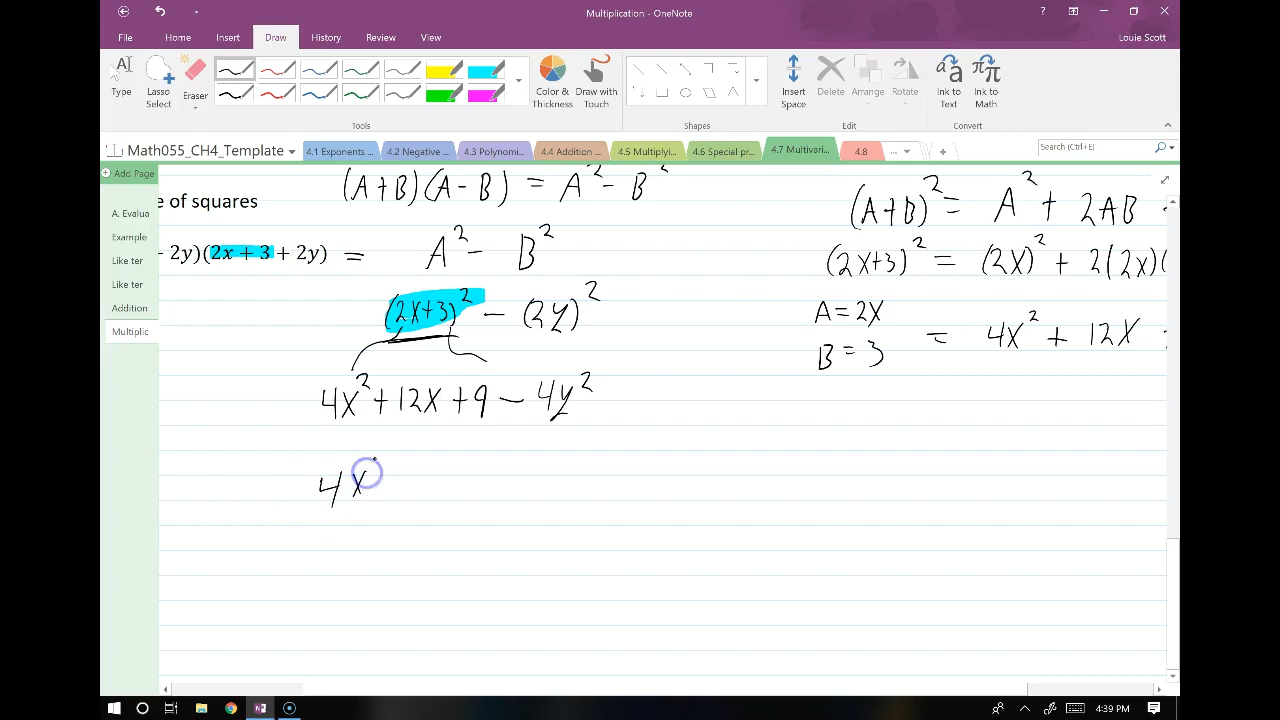 Multiplication - OneNote
File Home Insert Draw History Review View
Louie Scott
Type
Lasso Select
Eraser
Color & Thickness
Draw with Touch
Insert Space
Delete
Arrange
Rotate
Ink to Text
Ink to Math
Tools
Shapes
Edit
Convert
Math055_CH4_Template
4.1 Exponents ...
4.2 Negative ...
4.3 Polynomi...
4.4 Addition ...
4.5 Multiplyi...
4.6 Special pr...
4.7 Multivari...
4.8
...
Search (Ctrl+E)
Add Page
A. Evalua
Example
Like ter
Like ter
Addition
Multiplic
(A+B)(A-B) = A² - B²
e of squares
- 2y)(2x + 3 + 2y) = A² - B²
(2x+3)² - (2y)²
4x² + 12x + 9 - 4y²
4x
(A+B)² = A² + 2AB
(2x+3)² = (2x)² + 2(2x)(
A = 2x
B = 3
= 4x² + 12x
4:39 PM